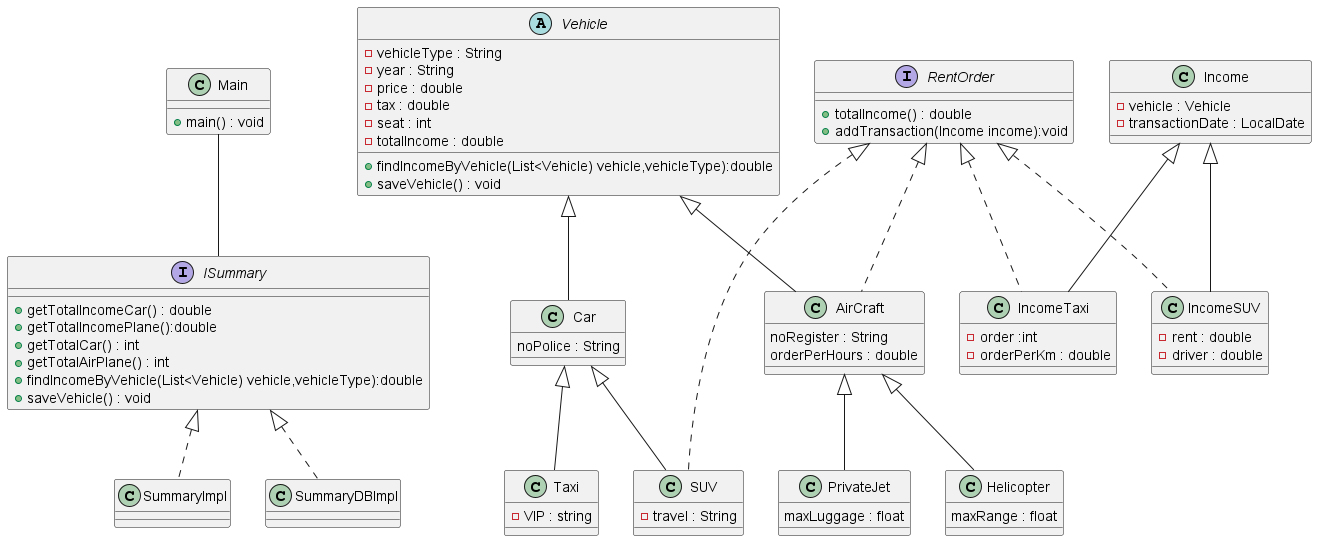 A Vehicle
vehicleType : String
year : String
price : double
tax : double
seat : int
totalIncome : double
findIncomeByVehicle(List<Vehicle) vehicle,vehicleType):double
saveVehicle() : void
C Main
main() : void
I RentOrder
totalIncome() : double
addTransaction(Income income):void
C Income
vehicle : Vehicle
transactionDate : LocalDate
I ISummary
getTotalIncomeCar() : double
getTotalIncomePlane():double
getTotalCar() : int
getTotalAirPlane() : int
findIncomeByVehicle(List<Vehicle) vehicle,vehicleType):double
saveVehicle() : void
C Car
noPolice : String
C AirCraft
noRegister : String
orderPerHours : double
C IncomeTaxi
order :int
orderPerKm : double
C IncomeSUV
rent : double
driver : double
C SummaryImpl
C SummaryDBImpl
C Taxi
VIP : string
C SUV
travel : String
C PrivateJet
maxLuggage : float
C Helicopter
maxRange : float